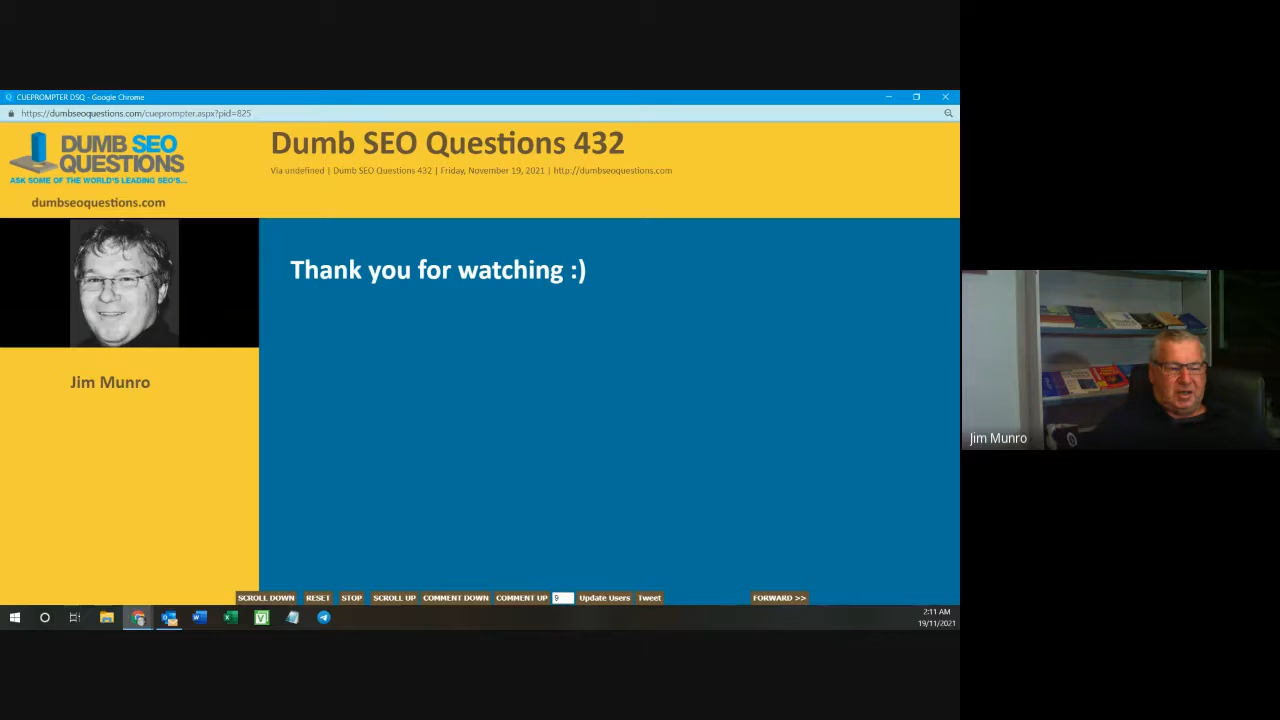 CUEPROMPTER DSQ - Google Chrome
https://dumbseoquestions.com/cueprompter.aspx?pid=825
DUMB SEO
QUESTIONS
ASK SOME OF THE WORLD'S LEADING SEO'S...
dumbseoquestions.com
Dumb SEO Questions 432
Via undefined | Dumb SEO Questions 432 | Friday, November 19, 2021 | http://dumbseoquestions.com
Thank you for watching :)
Jim Munro
Jim Munro
SCROLL DOWN RESET STOP SCROLL UP COMMENT DOWN COMMENT UP 9 Update Users Tweet FORWARD >>
2:11 AM
19/11/2021